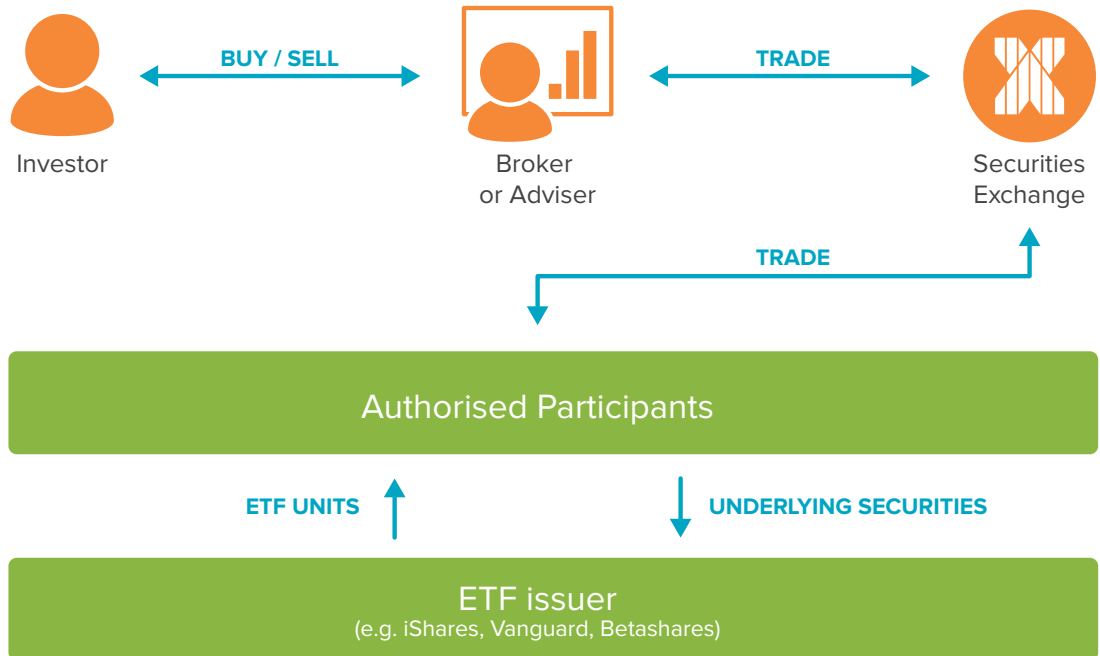 BUY / SELL
TRADE
Investor
Broker
or Adviser
Securities
Exchange
TRADE
Authorised Participants
ETF UNITS
UNDERLYING SECURITIES
ETF issuer
(e.g. iShares, Vanguard, Betashares)